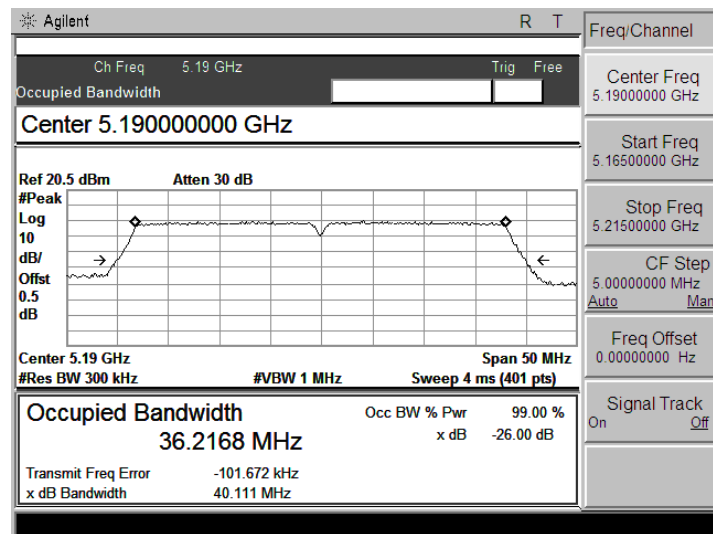 Agilent R T
Ch Freq 5.19 GHz Trig Free
Occupied Bandwidth
Center 5.190000000 GHz
Ref 20.5 dBm Atten 30 dB
#Peak
Log
10
dB/
Offst
0.5
dB
Center 5.19 GHz Span 50 MHz
#Res BW 300 kHz #VBW 1 MHz Sweep 4 ms (401 pts)
Occupied Bandwidth Occ BW % Pwr 99.00 %
36.2168 MHz x dB -26.00 dB
Transmit Freq Error -101.672 kHz
x dB Bandwidth 40.111 MHz
Freq/Channel
Center Freq
5.19000000 GHz
Start Freq
5.16500000 GHz
Stop Freq
5.21500000 GHz
CF Step
5.00000000 MHz
Auto Man
Freq Offset
0.00000000 Hz
Signal Track
On Off